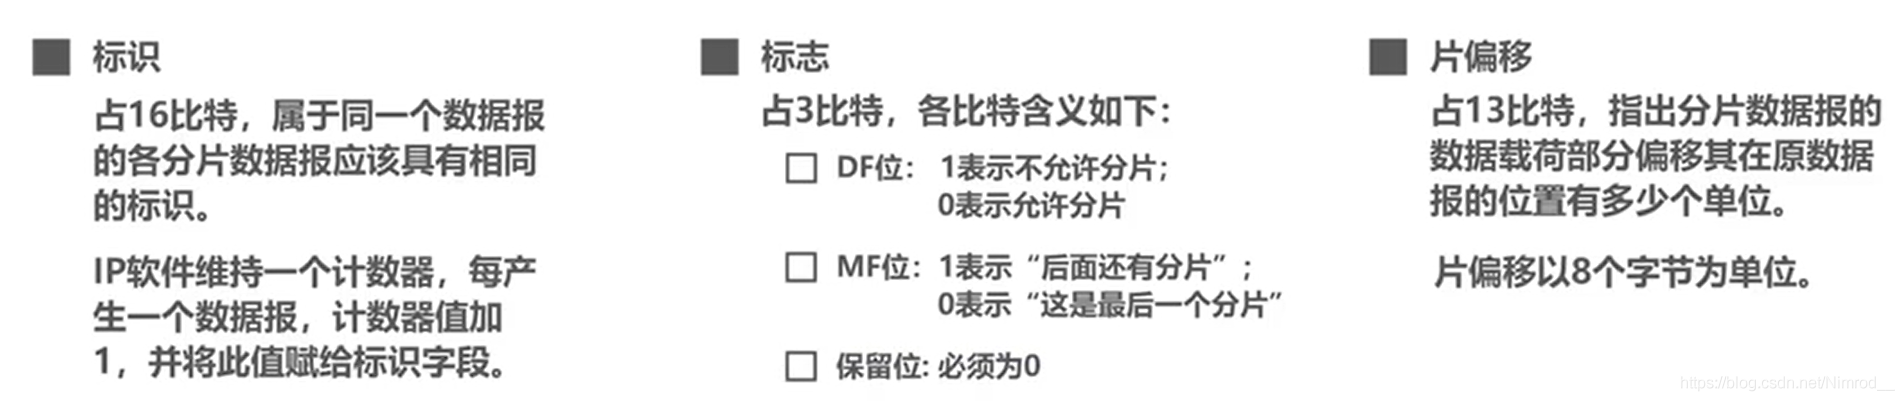 标识
占16比特，属于同一个数据报
的各分片数据报应该具有相同
的标识。
IP软件维持一个计数器，每产
生一个数据报，计数器值加
1，并将此值赋给标识字段。
标志
占3比特，各比特含义如下：
DF位： 1表示不允许分片；
0表示允许分片
MF位：1表示“后面还有分片”；
0表示“这是最后一个分片”
保留位: 必须为0
片偏移
占13比特，指出分片数据报的
数据载荷部分偏移其在原数据
报的位置有多少个单位。
片偏移以8个字节为单位。
https://blog.csdn.net/Nimrod__